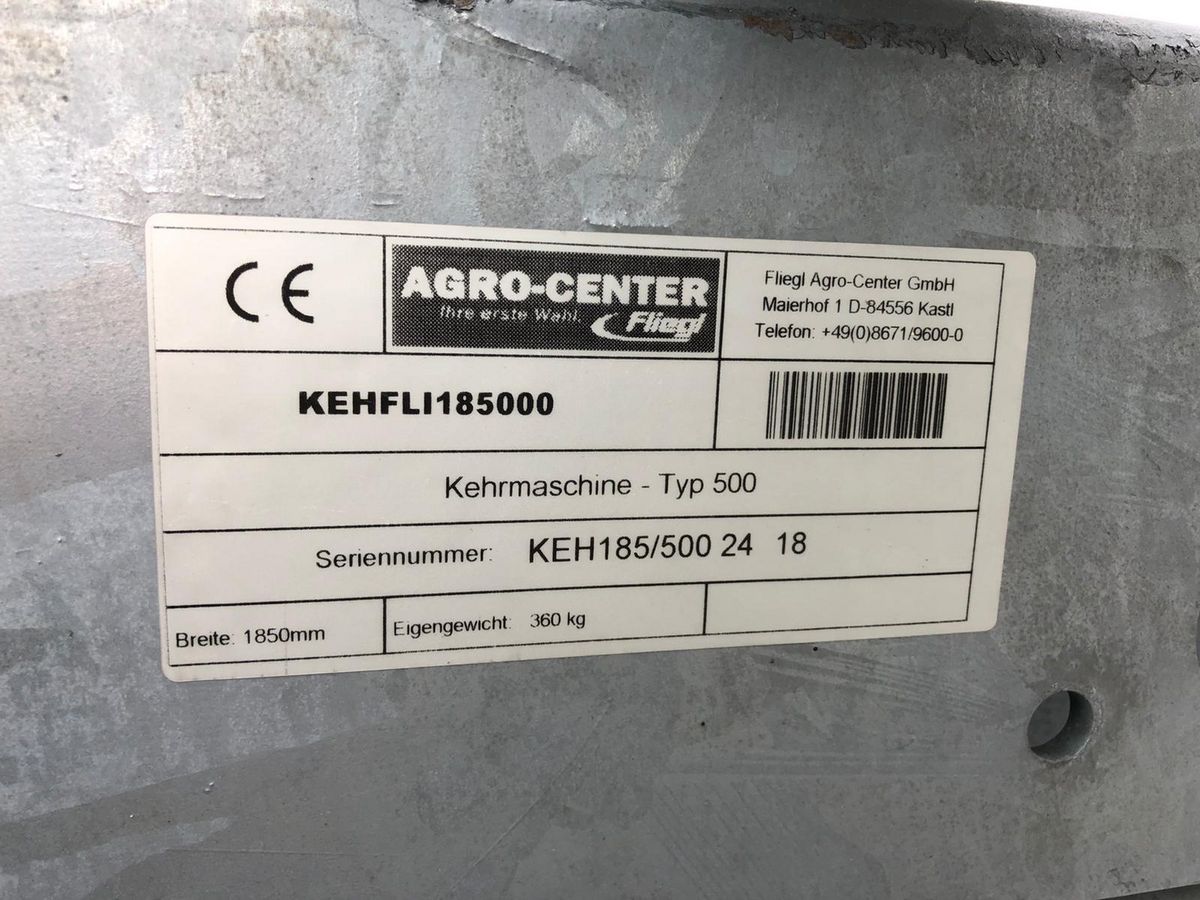 CE
AGRO-CENTER
Ihre erste Wahl.
Fliegl
Fliegl Agro-Center GmbH
Maierhof 1 D-84556 Kastl
Telefon: +49(0)8671/9600-0
KEHFLI185000
Kehrmaschine - Typ 500
Seriennummer: KEH185/500 24 18
Breite: 1850mm
Eigengewicht: 360 kg